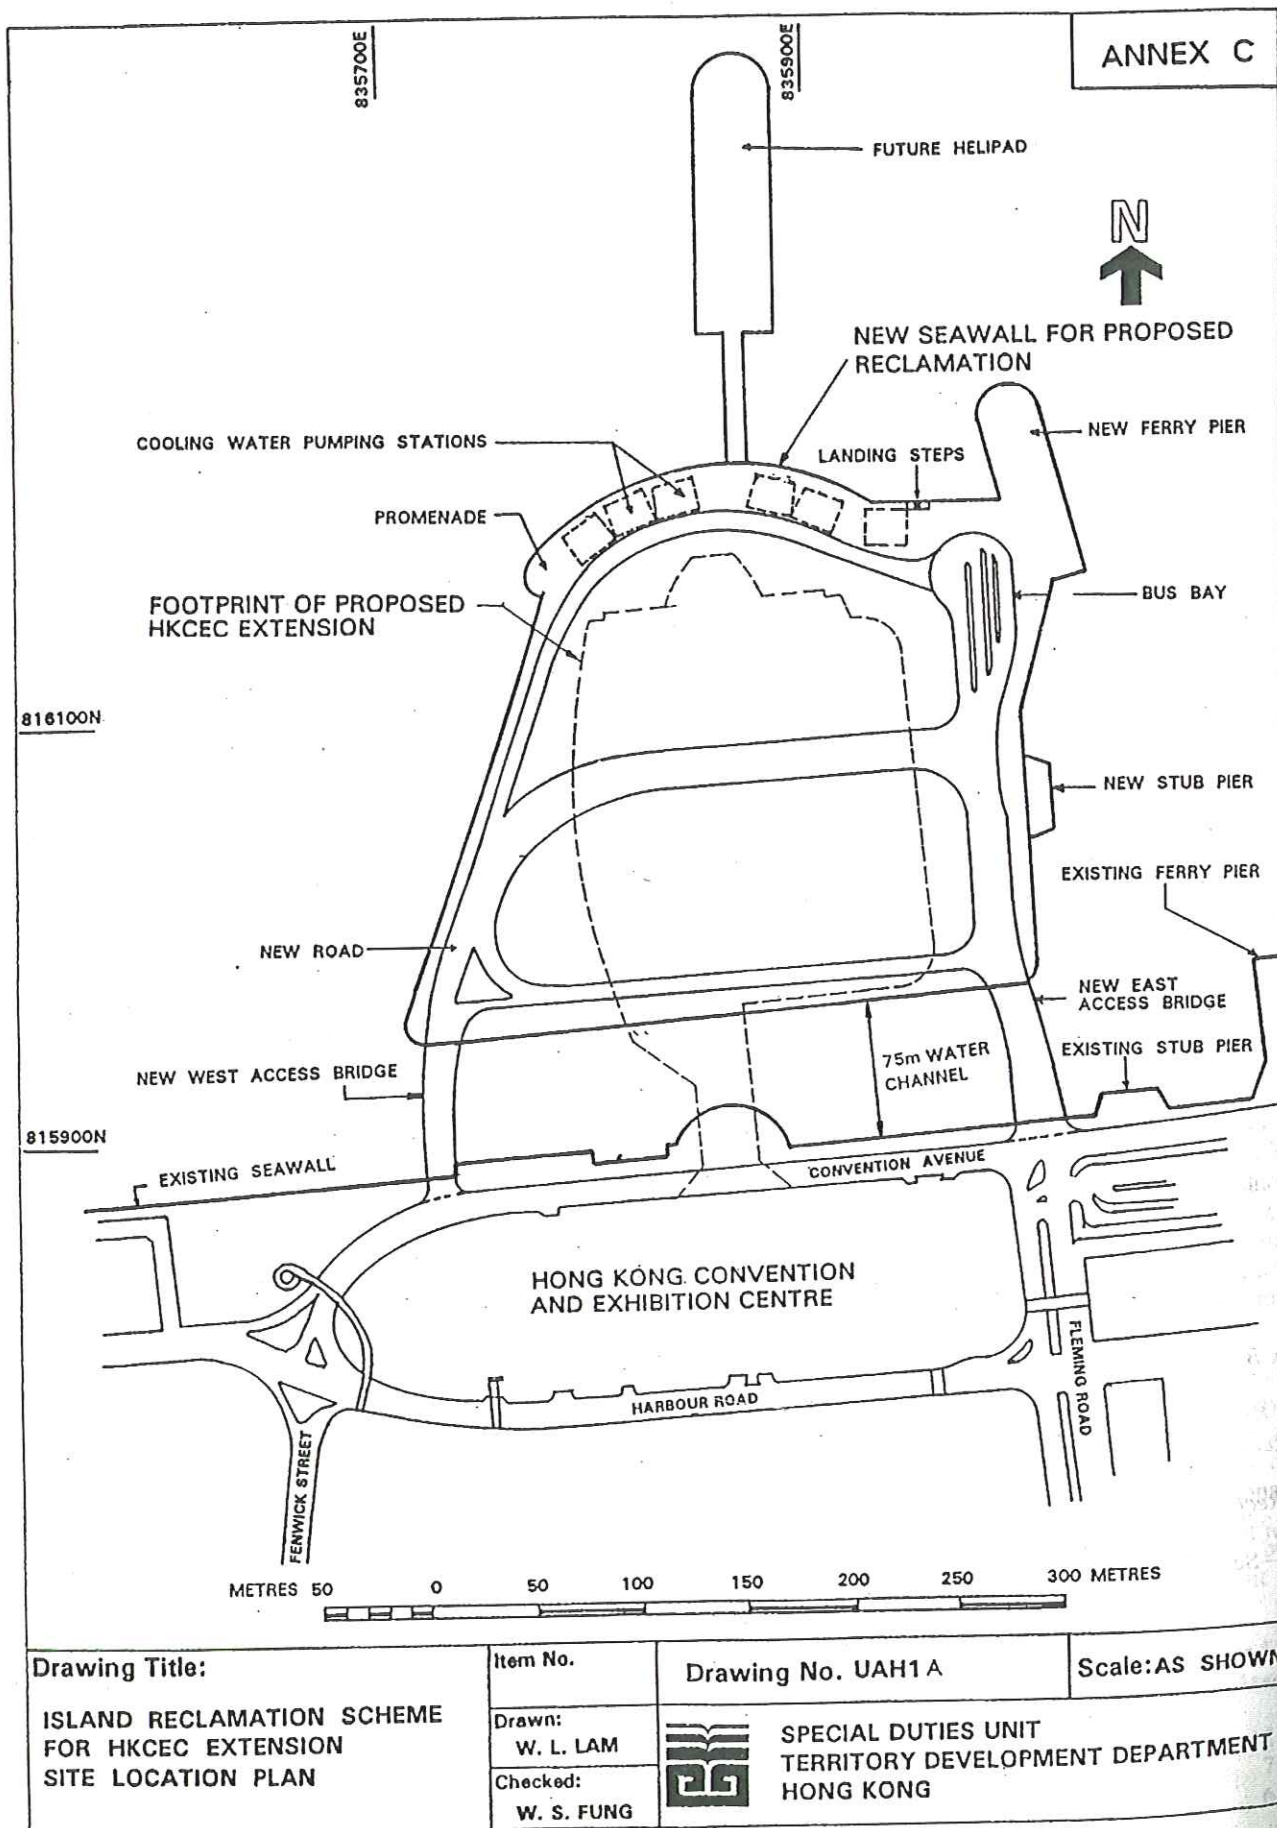 ANNEX C
835700E
835900E
FUTURE HELIPAD
N
NEW SEAWALL FOR PROPOSED
RECLAMATION
NEW FERRY PIER
COOLING WATER PUMPING STATIONS
LANDING STEPS
PROMENADE
BUS BAY
FOOTPRINT OF PROPOSED
HKCEC EXTENSION
816100N
NEW STUB PIER
EXISTING FERRY PIER
NEW ROAD
NEW EAST
ACCESS BRIDGE
75m WATER
CHANNEL
EXISTING STUB PIER
NEW WEST ACCESS BRIDGE
815900N
EXISTING SEAWALL
CONVENTION AVENUE
HONG KONG CONVENTION
AND EXHIBITION CENTRE
FLEMING ROAD
HARBOUR ROAD
FENWICK STREET
METRES 50 0 50 100 150 200 250 300 METRES
Drawing Title:
ISLAND RECLAMATION SCHEME
FOR HKCEC EXTENSION
SITE LOCATION PLAN
Item No.
Drawn:
W. L. LAM
Checked:
W. S. FUNG
Drawing No. UAH1A
Scale: AS SHOWN
SPECIAL DUTIES UNIT
TERRITORY DEVELOPMENT DEPARTMENT
HONG KONG